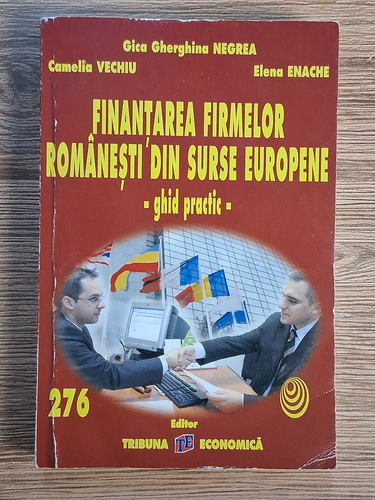 Gica Gherghina NEGREA
Camelia VECHIU Elena ENACHE
FINANȚAREA FIRMELOR
ROMÂNEȘTI DIN SURSE EUROPENE
- ghid practic -
276
Editor
TRIBUNA TE ECONOMICĂ